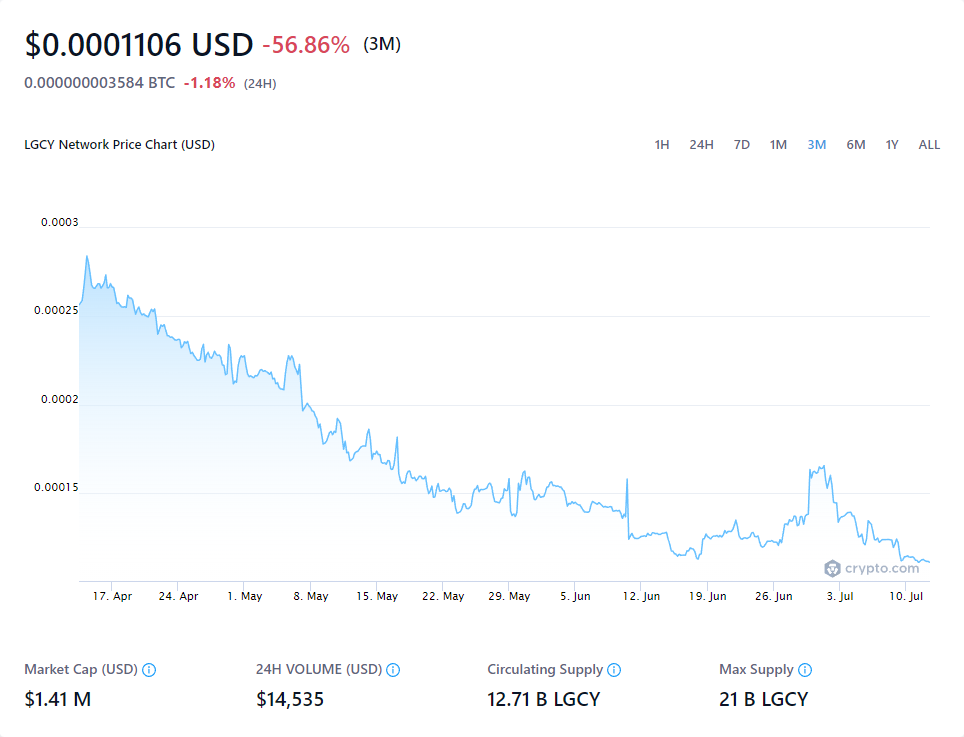 $0.0001106 USD -56.86% (3M)
0.000000003584 BTC -1.18% (24H)
LGCY Network Price Chart (USD)
1H 24H 7D 1M 3M 6M 1Y ALL
0.0003
0.00025
0.0002
0.00015
crypto.com
17. Apr 24. Apr 1. May 8. May 15. May 22. May 29. May 5. Jun 12. Jun 19. Jun 26. Jun 3. Jul 10. Jul
Market Cap (USD) 24H VOLUME (USD) Circulating Supply Max Supply
$1.41 M $14,535 12.71 B LGCY 21 B LGCY